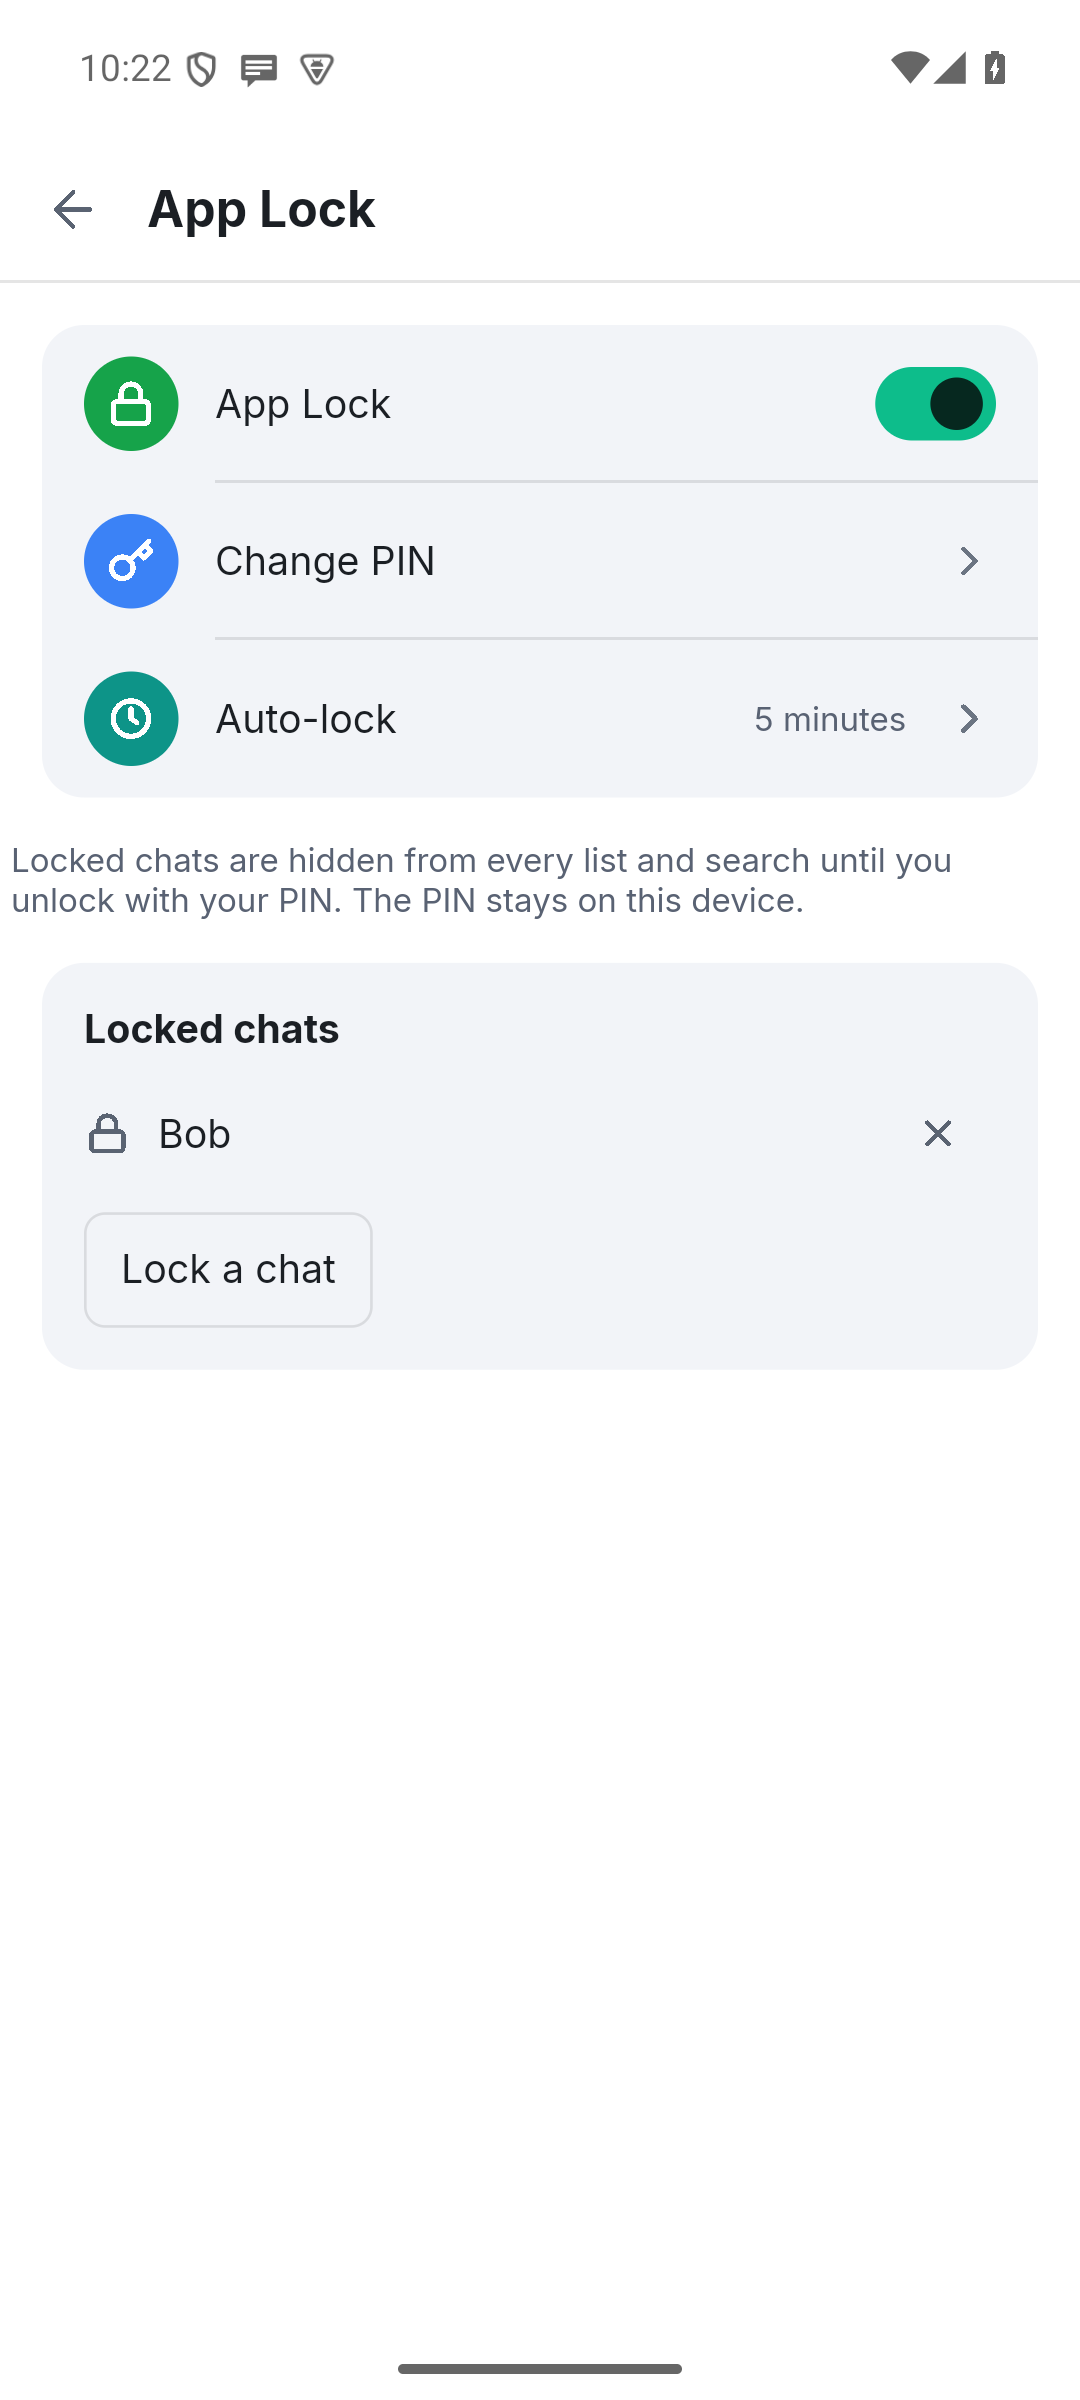 10:22
App Lock
App Lock
Change PIN
Auto-lock
5 minutes
Locked chats are hidden from every list and search until you
unlock with your PIN. The PIN stays on this device.
Locked chats
Bob
Lock a chat